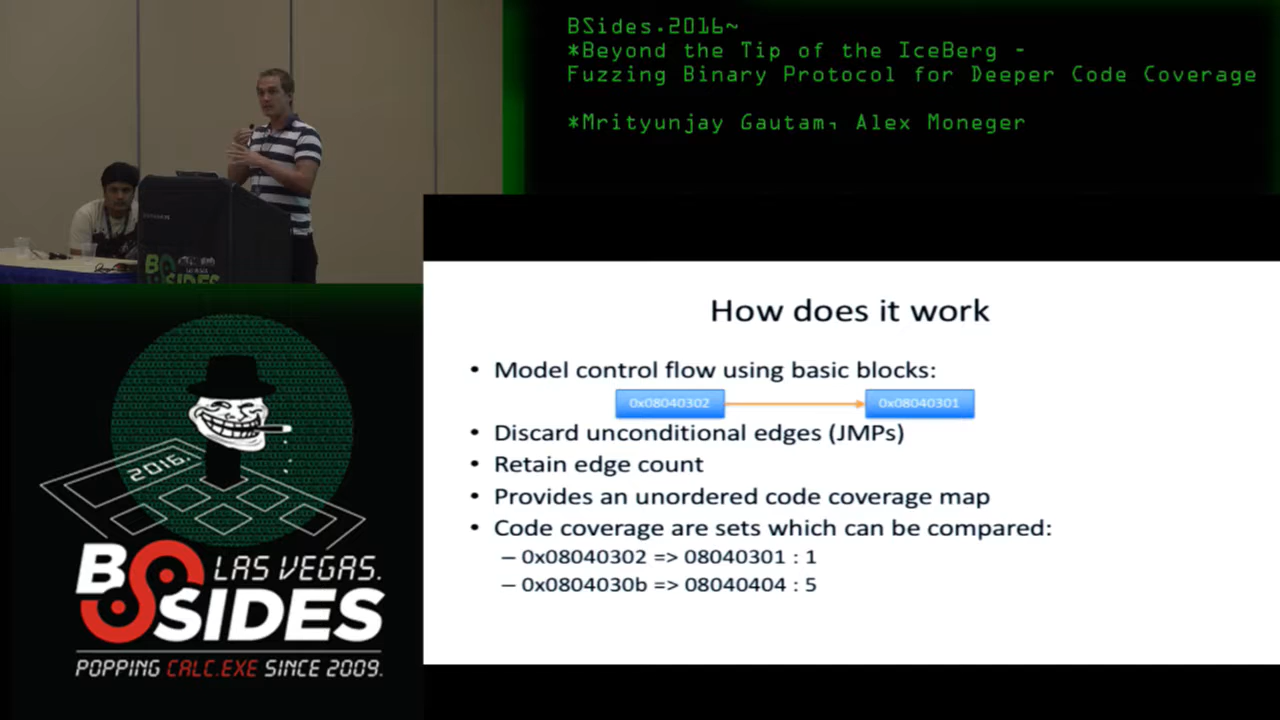 BSides.2016~
*Beyond the Tip of the IceBerg -
Fuzzing Binary Protocol for Deeper Code Coverage
*Mrityunjay Gautam, Alex Moneger
BSIDES
LAS VEGAS
How does it work
• Model control flow using basic blocks:
0x08040302
0x08040301
• Discard unconditional edges (JMPs)
• Retain edge count
• Provides an unordered code coverage map
• Code coverage are sets which can be compared:
– 0x08040302 => 08040301 : 1
– 0x0804030b => 08040404 : 5
2016.
BSIDES
LAS VEGAS.
POPPING CALC.EXE SINCE 2009.